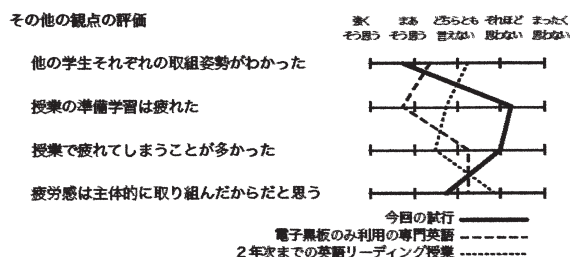 その他の観点の評価
強く まあ どちらとも それほど まったく
そう思う そう思う 言えない 思わない 思わない
他の学生それぞれの取組姿勢がわかった
授業の準備学習は疲れた
授業で疲れてしまうことが多かった
疲労感は主体的に取り組んだからだと思う
今回の試行
電子黒板のみ利用の専門英語
2年次までの英語リーディング授業